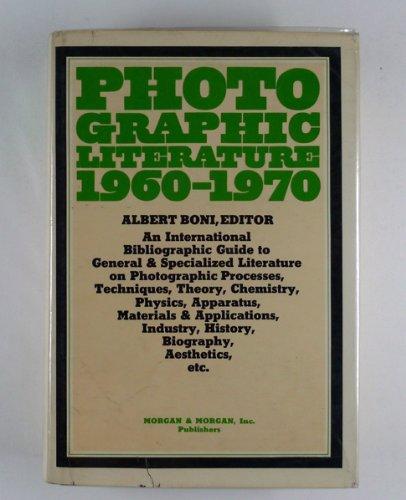 PHOTO
GRAPHIC
LITERATURE
1960-1970
ALBERT BONI, EDITOR
An International
Bibliographic Guide to
General & Specialized Literature
on Photographic Processes,
Techniques, Theory, Chemistry,
Physics, Apparatus,
Materials & Applications,
Industry, History,
Biography,
Aesthetics,
etc.
MORGAN & MORGAN, Inc.
Publishers